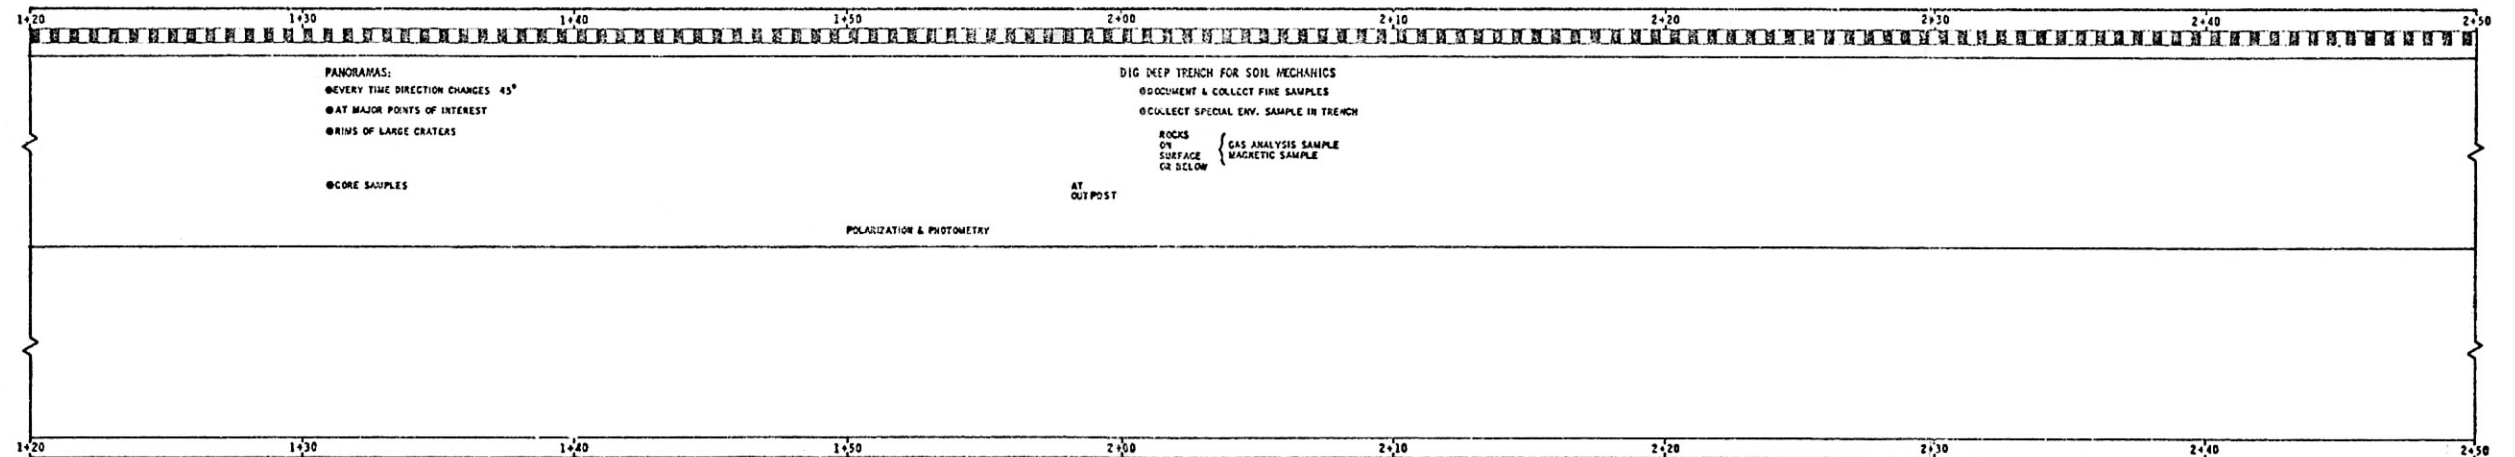 1+20 1+30 1+40 1+50 2+00 2+10 2+20 2+30 2+40 2+50
PANORAMAS:
●EVERY TIME DIRECTION CHANGES 45°
●AT MAJOR POINTS OF INTEREST
●RIMS OF LARGE CRATERS
●CORE SAMPLES
POLARIZATION & PHOTOMETRY
AT
OUTPOST
DIG DEEP TRENCH FOR SOIL MECHANICS
●DOCUMENT & COLLECT FINE SAMPLES
●COLLECT SPECIAL ENV. SAMPLE IN TRENCH
ROCKS
ON
SURFACE
OR BELOW
GAS ANALYSIS SAMPLE
MAGNETIC SAMPLE
1+20 1+30 1+40 1+50 2+00 2+10 2+20 2+30 2+40 2+50